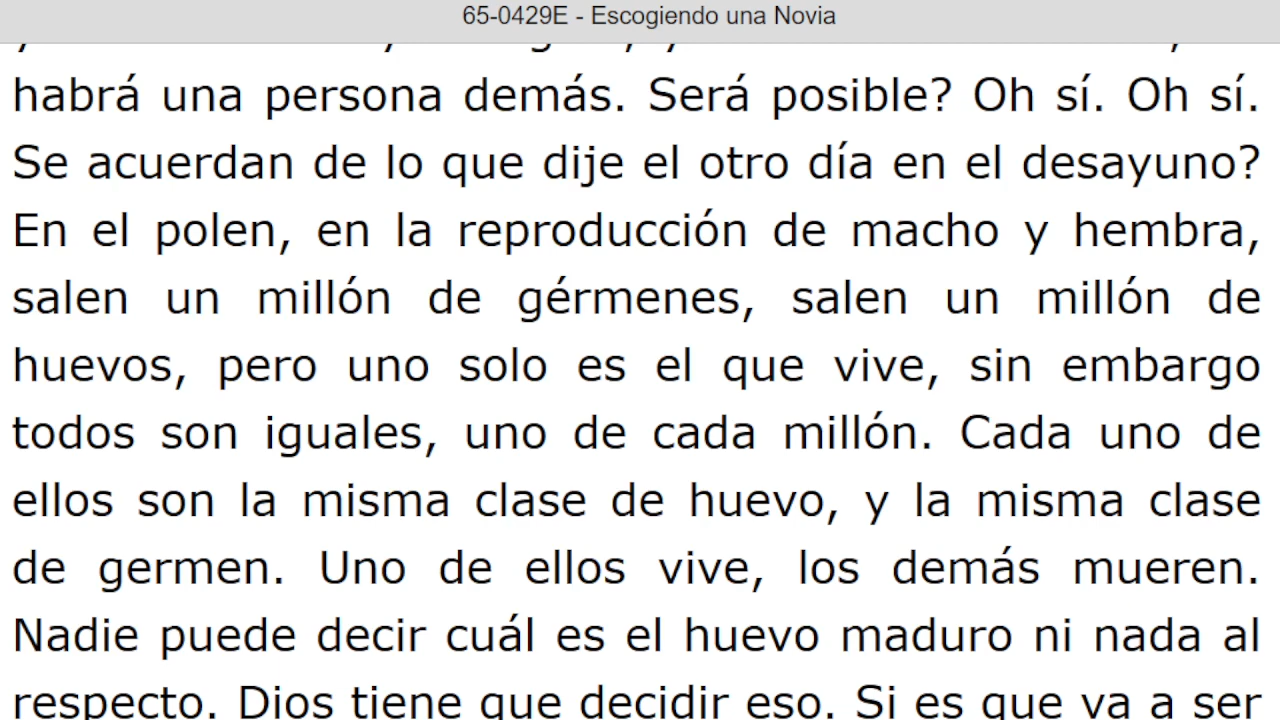 65-0429E - Escogiendo una Novia
habrá una persona demás. Será posible? Oh sí. Oh sí.
Se acuerdan de lo que dije el otro día en el desayuno?
En el polen, en la reproducción de macho y hembra,
salen un millón de gérmenes, salen un millón de
huevos, pero uno solo es el que vive, sin embargo
todos son iguales, uno de cada millón. Cada uno de
ellos son la misma clase de huevo, y la misma clase
de germen. Uno de ellos vive, los demás mueren.
Nadie puede decir cuál es el huevo maduro ni nada al
respecto. Dios tiene que decidir eso. Si es que va a ser